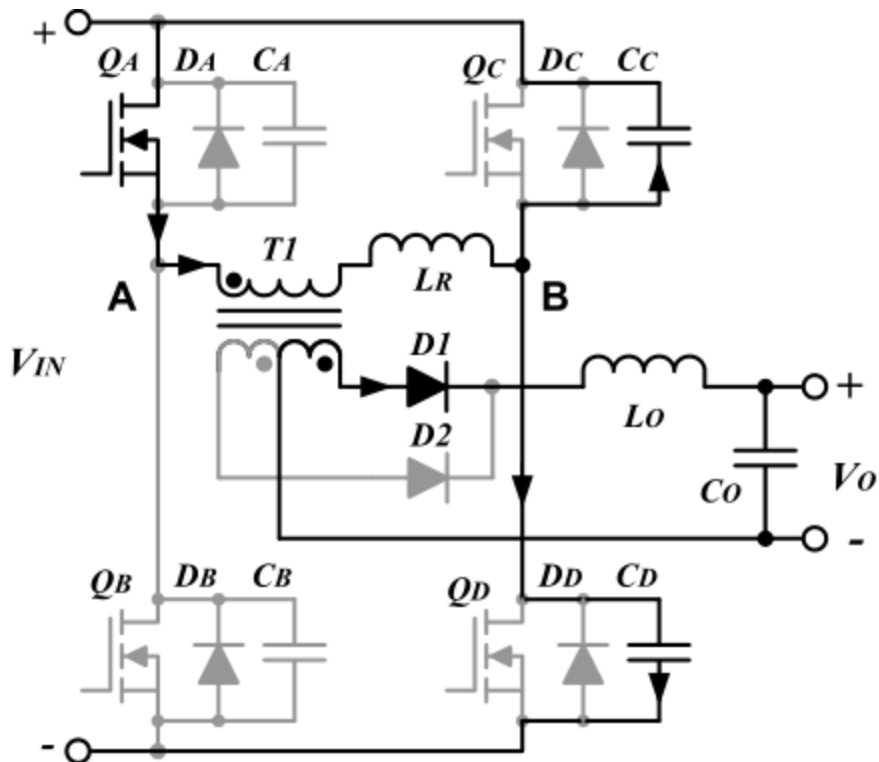 +
QA DA CA
QC DC CC
T1
LR
A
B
VIN
D1
D2
LO
+
CO
VO
-
QB DB CB
QD DD CD
-